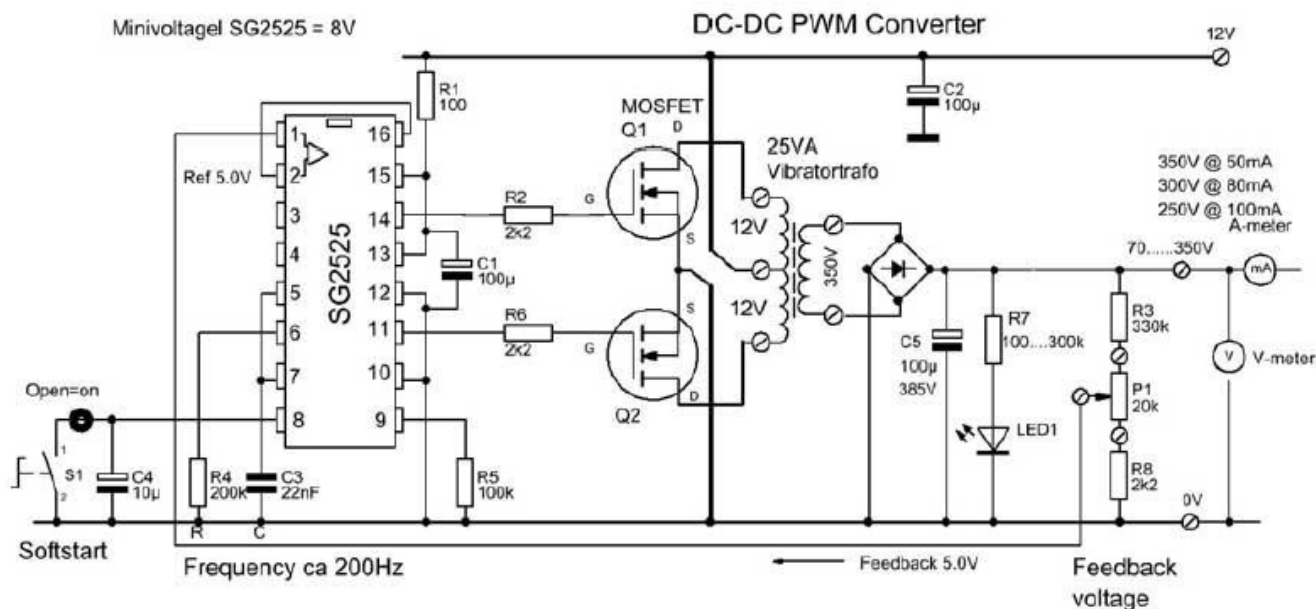 Minivoltagel SG2525 = 8V
DC-DC PWM Converter
12V
R1
100
C2
100µ
MOSFET
Q1
D
G
S
25VA
Vibratortrafo
350V @ 50mA
300V @ 80mA
250V @ 100mA
A-meter
Ref 5.0V
1
2
3
4
5
6
7
8
16
15
14
13
12
11
10
9
SG2525
R2
2k2
C1
100µ
R6
2k2
12V
12V
350V
70......350V
mA
S
G
D
Q2
C5
100µ
385V
R7
100....300k
LED1
R3
330k
P1
20k
R8
2k2
V
V-meter
0V
Open=on
1
S1
2
C4
10µ
R4
200k
C3
22nF
R5
100k
R
C
Softstart
Frequency ca 200Hz
Feedback 5.0V
Feedback
voltage